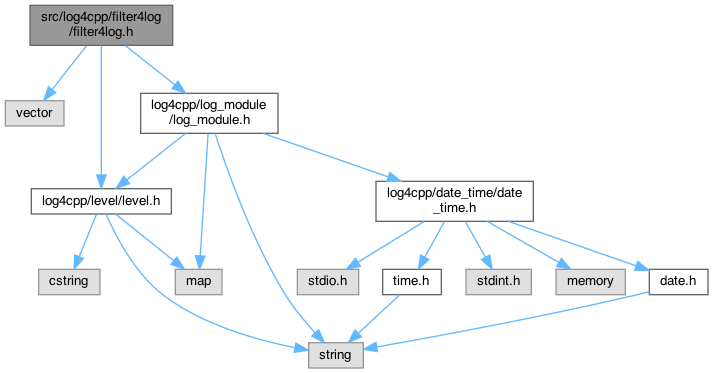 src/log4cpp/filter4log
/filter4log.h
vector
log4cpp/log_module
/log_module.h
log4cpp/level/level.h
log4cpp/date_time/date
_time.h
cstring
map
stdio.h
time.h
stdint.h
memory
date.h
string